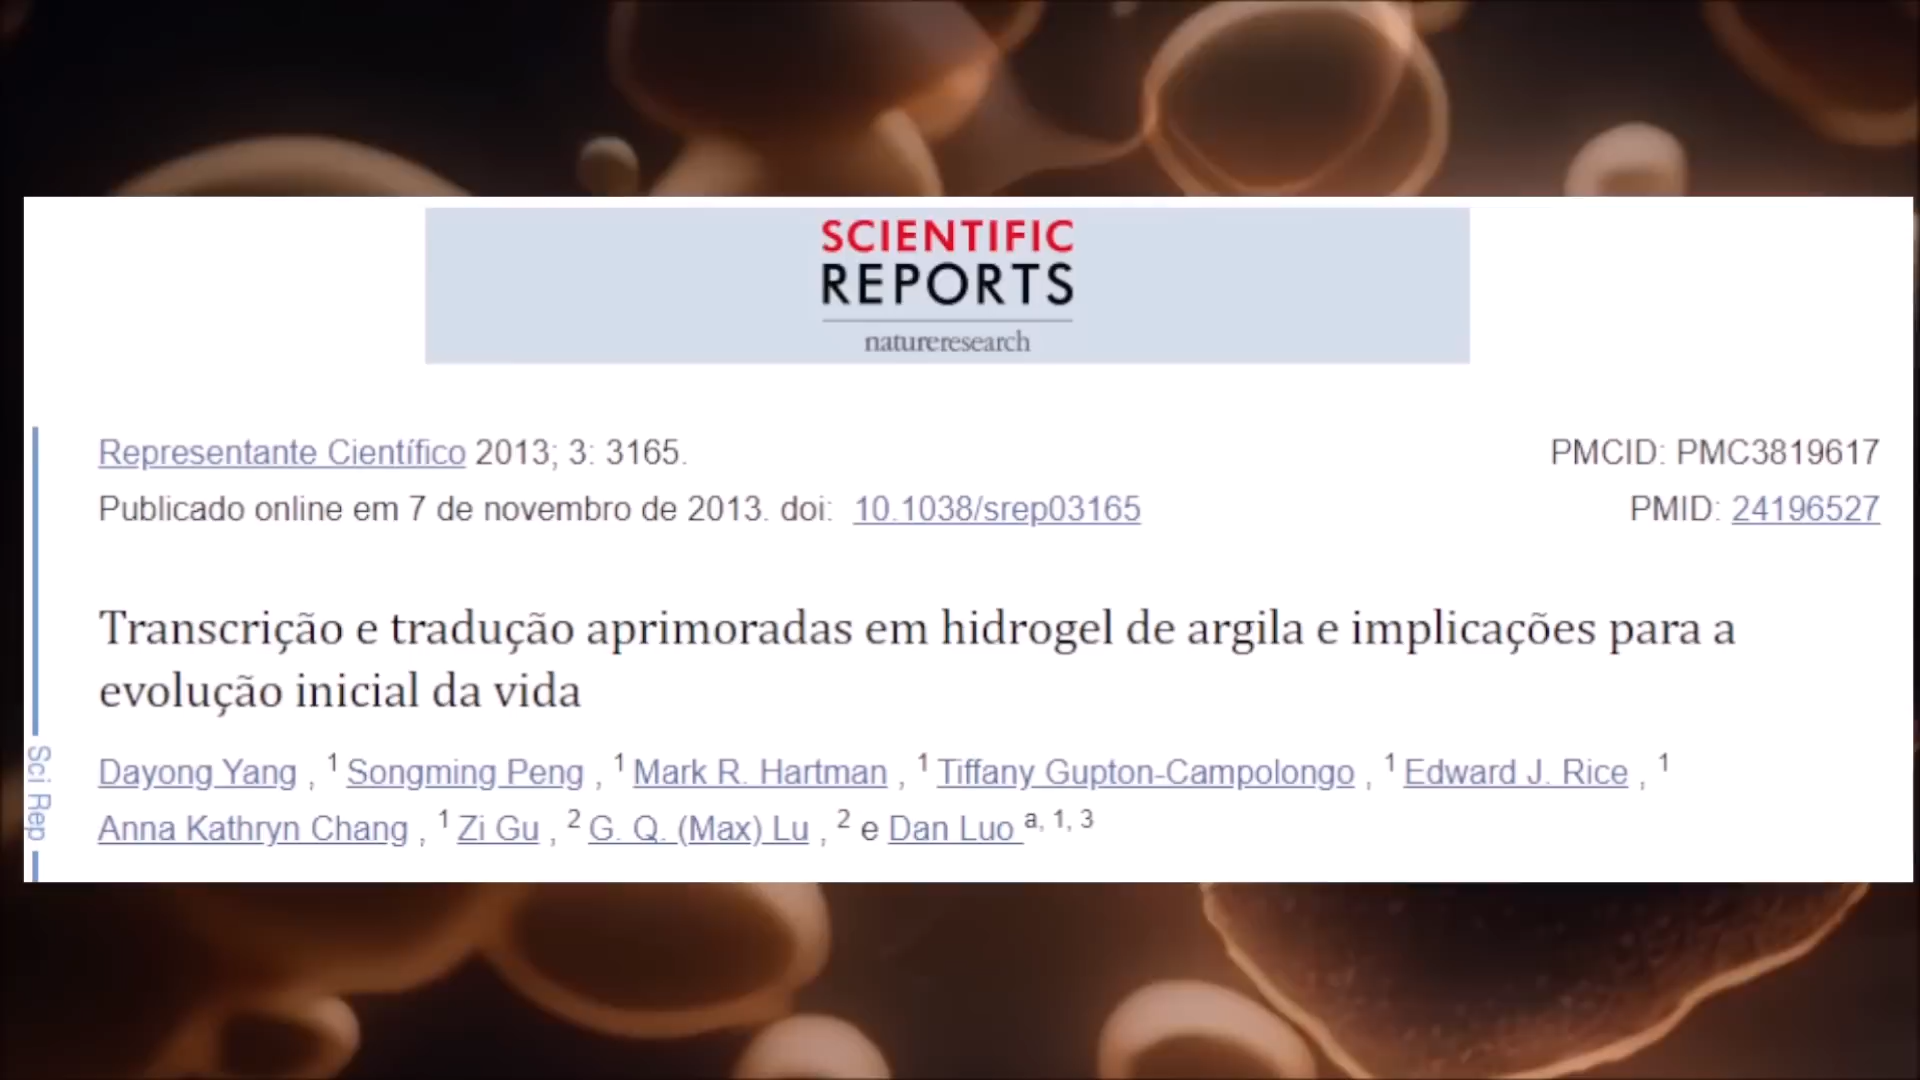 SCIENTIFIC
REPORTS
natureresearch
Representante Científico 2013; 3: 3165.
PMCID: PMC3819617
Publicado online em 7 de novembro de 2013. doi: 10.1038/srep03165
PMID: 24196527
Transcrição e tradução aprimoradas em hidrogel de argila e implicações para a
evolução inicial da vida
Dayong Yang , 1 Songming Peng , 1 Mark R. Hartman , 1 Tiffany Gupton-Campolongo , 1 Edward J. Rice , 1
Anna Kathryn Chang , 1 Zi Gu , 2 G. Q. (Max) Lu , 2 e Dan Luo a, 1, 3
Sci Rep